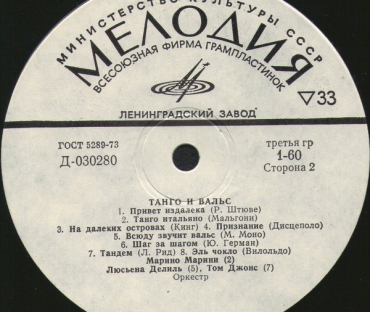 МИНИСТЕРСТВО КУЛЬТУРЫ СССР
МЕЛОДИЯ
ВСЕСОЮЗНАЯ ФИРМА ГРАМПЛАСТИНОК
▽33
ЛЕНИНГРАДСКИЙ ЗАВОД
ГОСТ 5289-73
третья гр
Д-030280
1-60
Сторона 2
ТАНГО И ВАЛЬС
1. Привет издалека (Р. Штюве)
2. Танго итальяно (Мальгони)
3. На далеких островах (Кинг) 4. Признание (Дисцеполо)
5. Всюду звучит вальс (М. Моно)
6. Шаг за шагом (Ю. Герман)
7. Тандем (Л. Рид) 8. Эль чокло (Вилольдо)
Марино Марини (2)
Люсьена Делиль (5), Том Джонс (7)
Оркестр